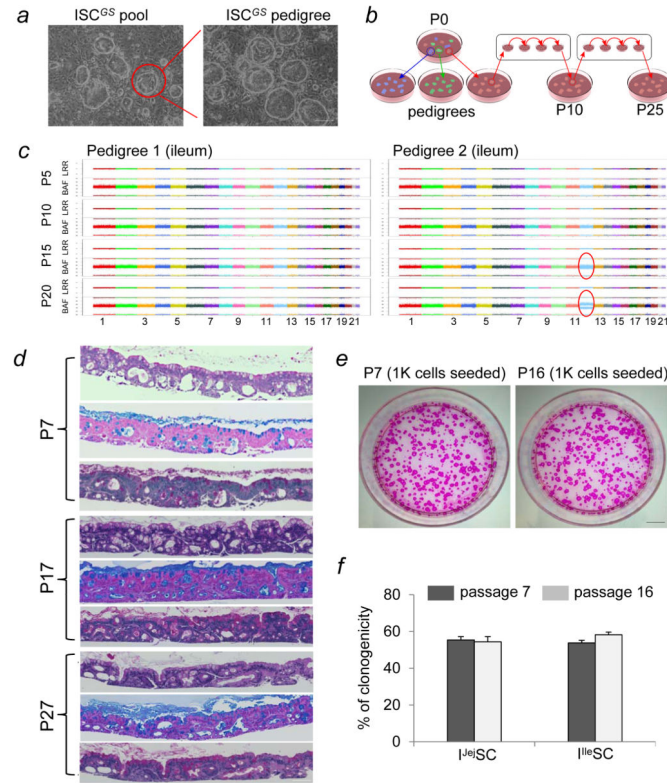 a
ISC^GS pool
ISC^GS pedigree
b
P0
pedigrees
P10
P25
c
Pedigree 1 (ileum)
Pedigree 2 (ileum)
P5
BAF LRR
P10
BAF LRR
P15
BAF LRR
P20
BAF LRR
1 3 5 7 9 11 13 15 17 19 21
1 3 5 7 9 11 13 15 17 19 21
d
P7
P17
P27
e
P7 (1K cells seeded)
P16 (1K cells seeded)
f
passage 7
passage 16
% of clonogenicity
80
60
40
20
0
I^Jej SC
I^Ile SC